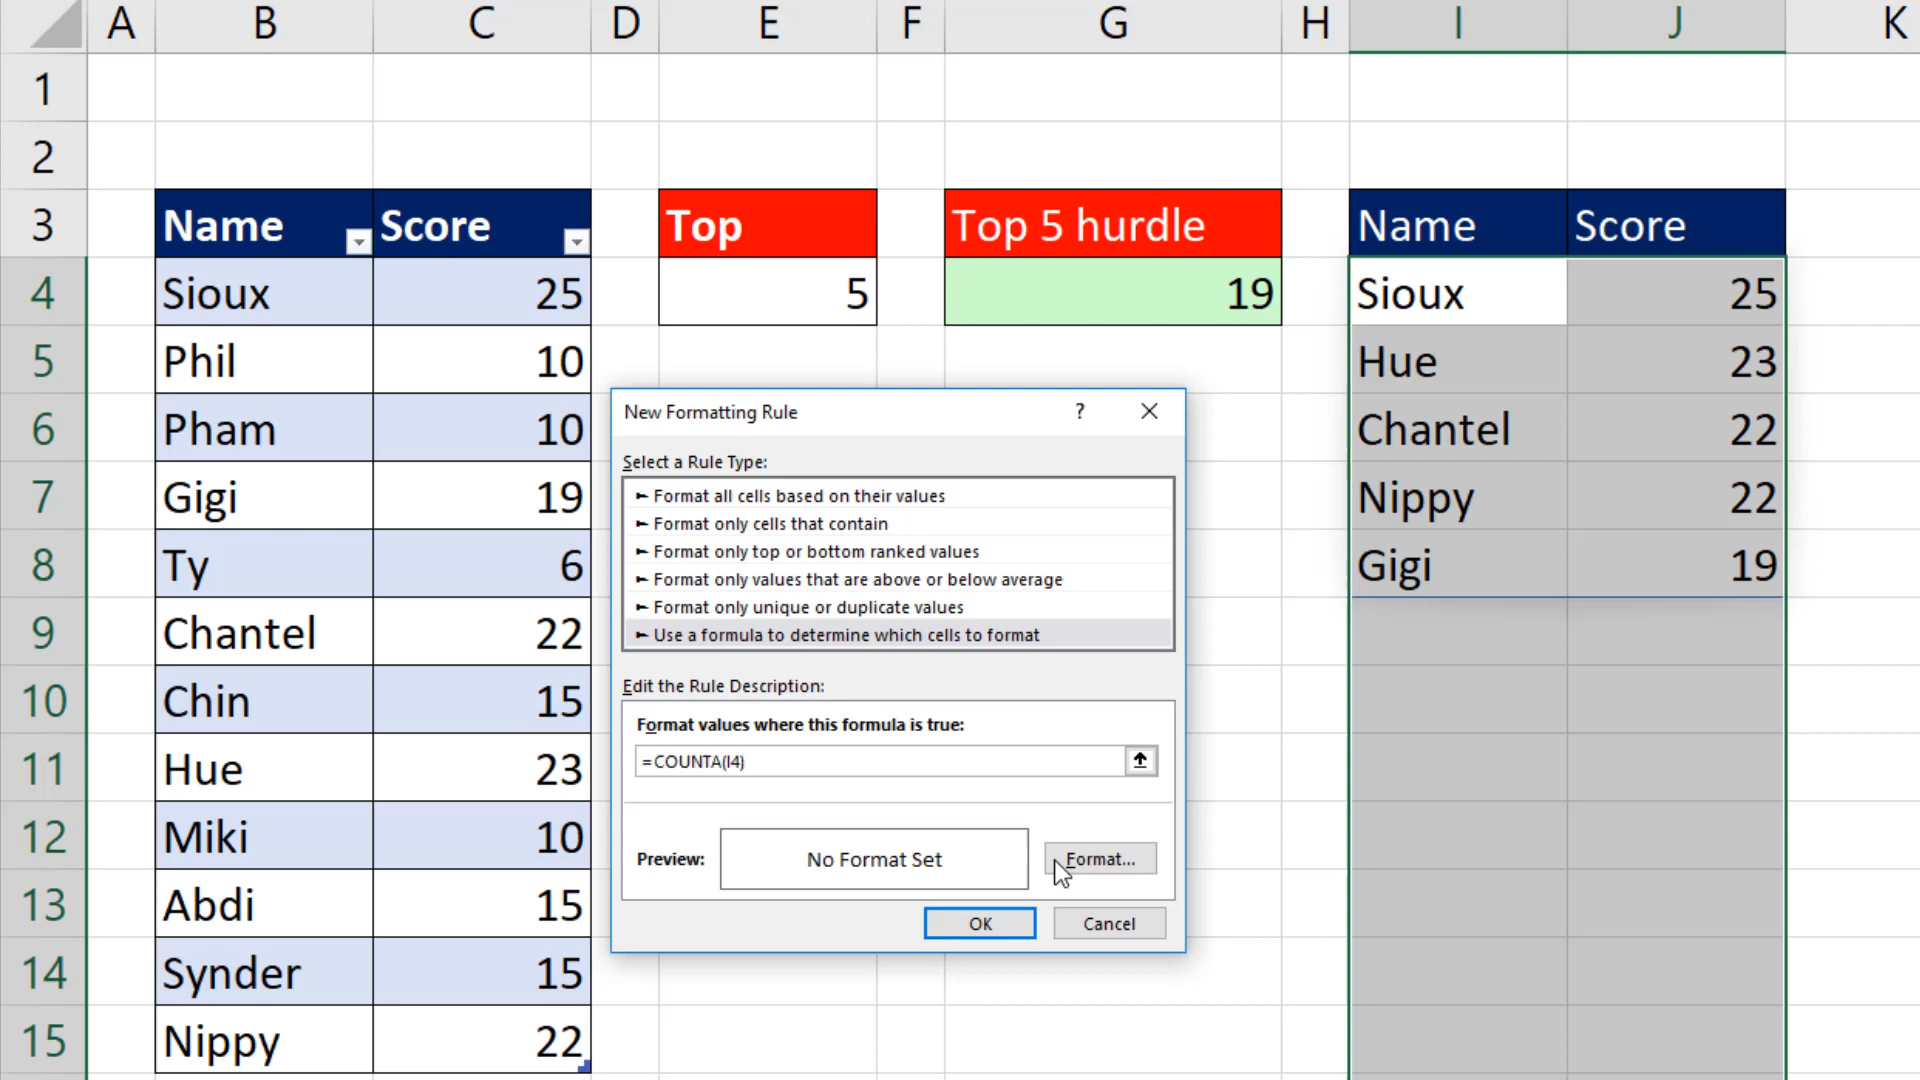 A B C D E F G H I J K
1
2
3 Name Score Top Top 5 hurdle Name Score
4 Sioux 25 5 19 Sioux 25
5 Phil 10 Hue 23
6 Pham 10 Chantel 22
7 Gigi 19 Nippy 22
8 Ty 6 Gigi 19
9 Chantel 22
10 Chin 15
11 Hue 23
12 Miki 10
13 Abdi 15
14 Synder 15
15 Nippy 22
New Formatting Rule ?
Select a Rule Type:
► Format all cells based on their values
► Format only cells that contain
► Format only top or bottom ranked values
► Format only values that are above or below average
► Format only unique or duplicate values
► Use a formula to determine which cells to format
Edit the Rule Description:
Format values where this formula is true:
=COUNTA(I4)
Preview: No Format Set Format...
OK Cancel